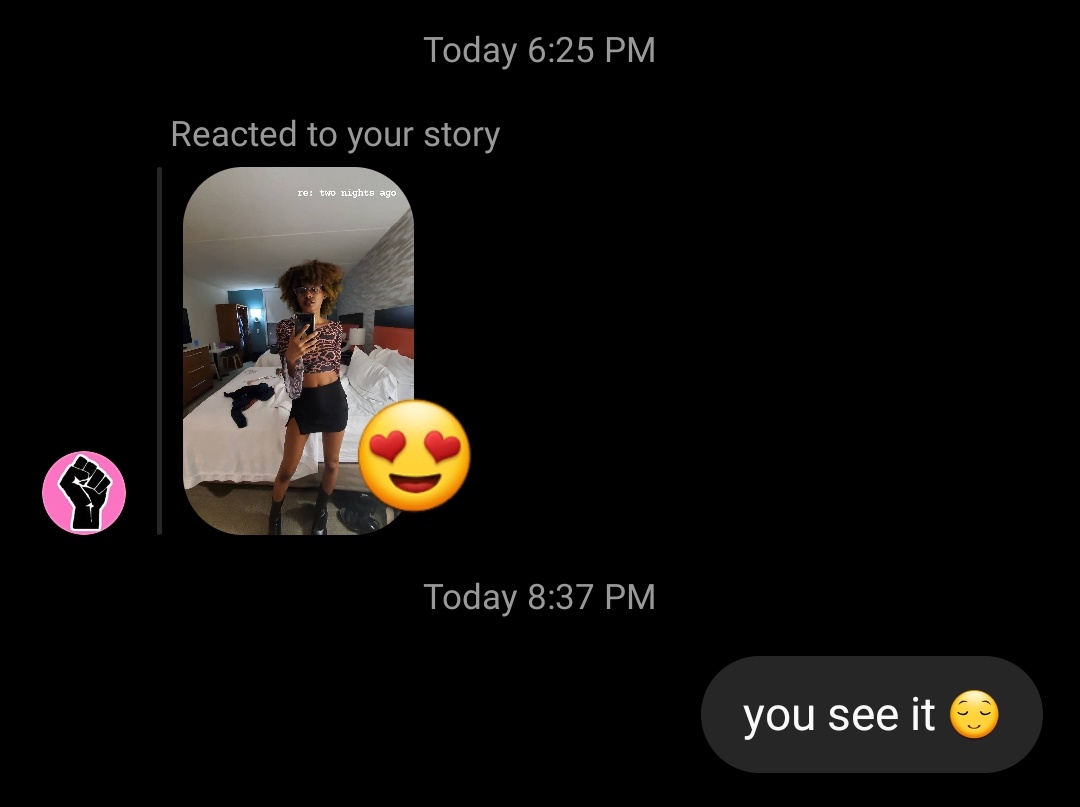 Today 6:25 PM
Reacted to your story
re: two nights ago
Today 8:37 PM
you see it 😌